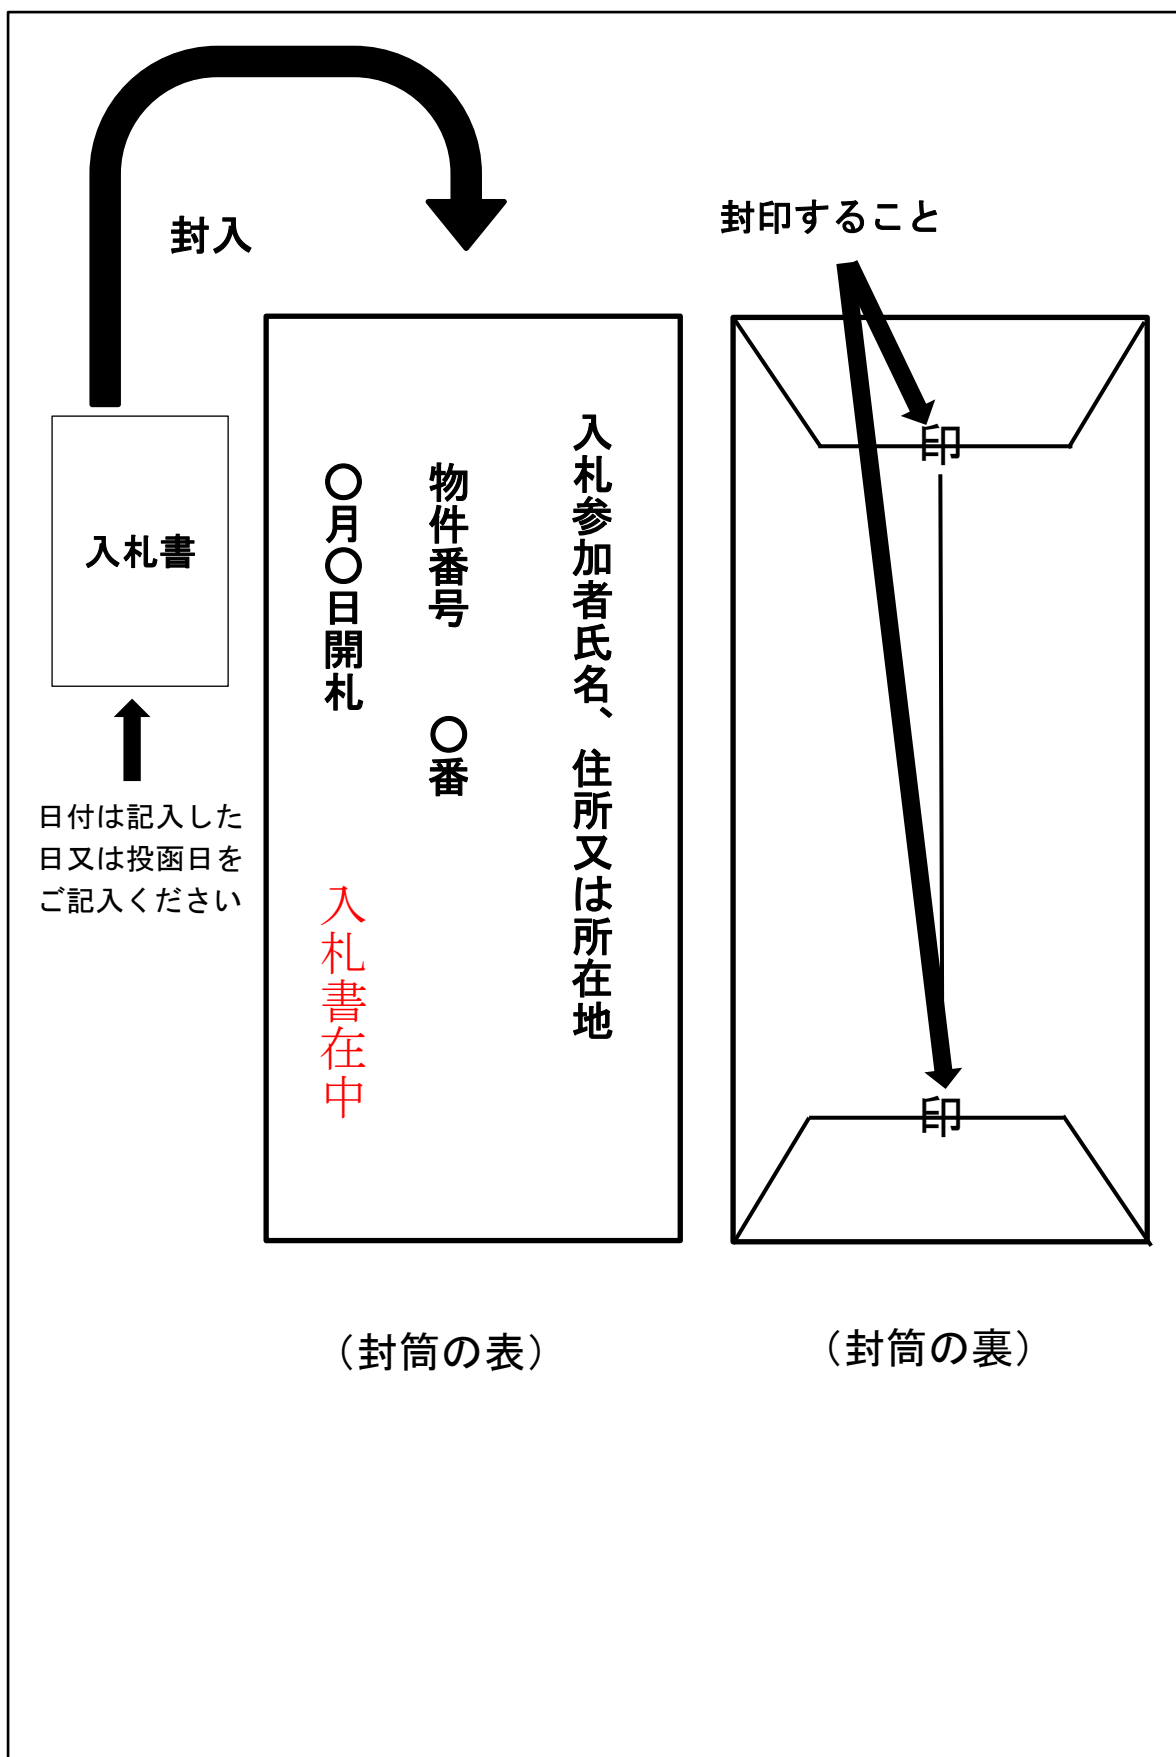 封入
封印すること
入札書
日付は記入した
日又は投函日を
ご記入ください
入札参加者氏名、住所又は所在地
物件番号　〇番
〇月〇日開札
入札書在中
印
印
（封筒の表）
（封筒の裏）